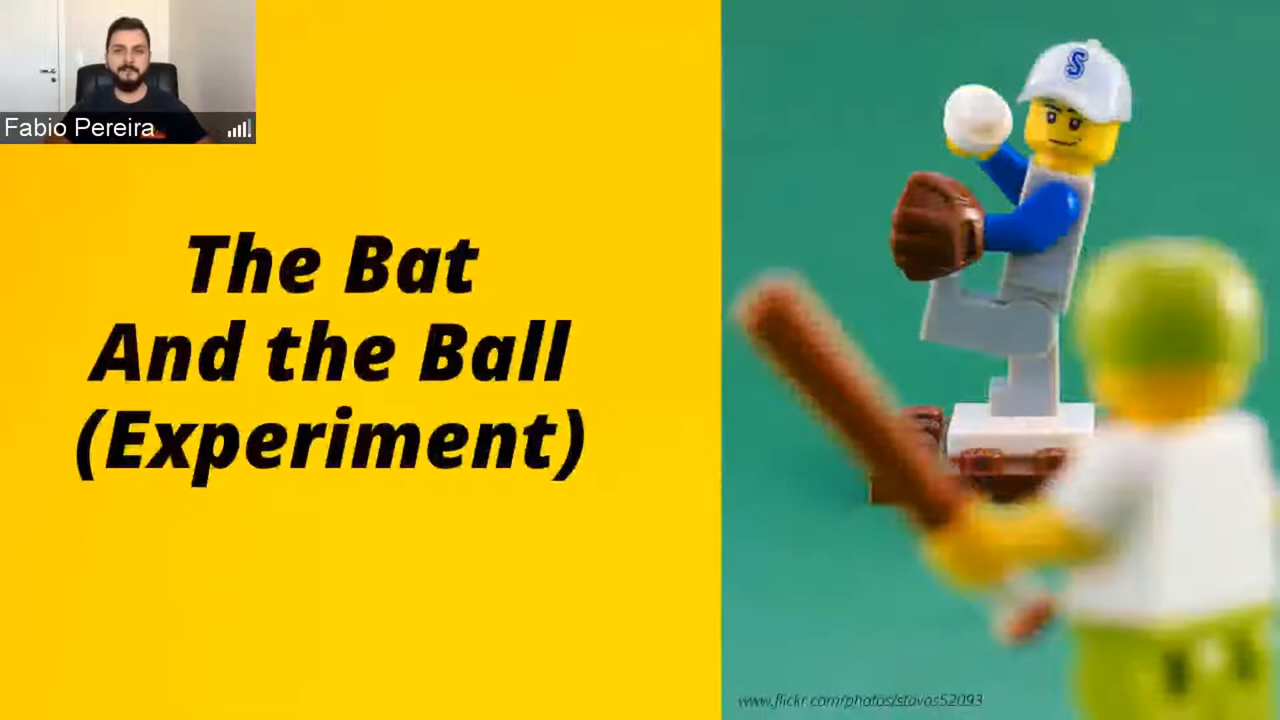 Fabio Pereira
The Bat
And the Ball
(Experiment)
S
www.flickr.com/photos/stavos52093